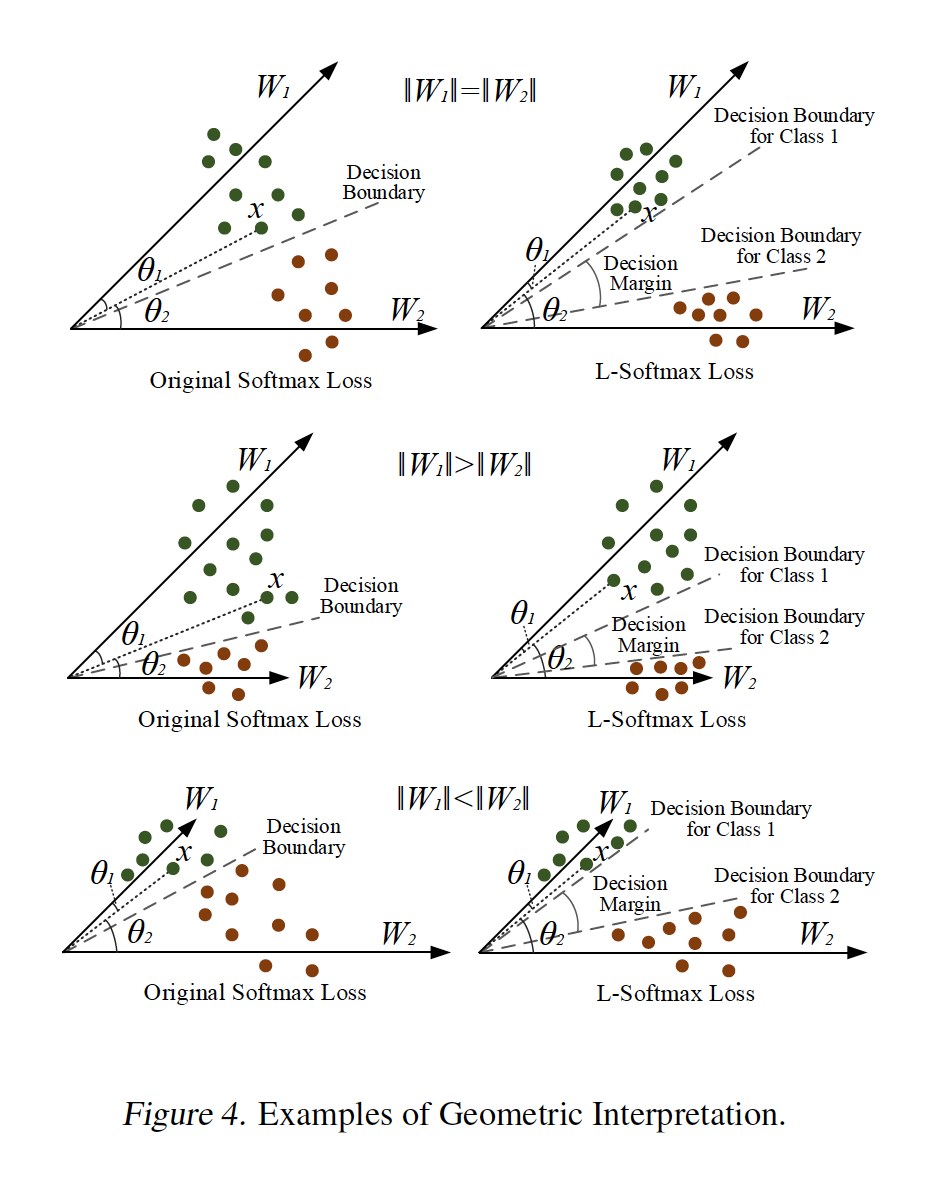 W1
‖W1‖=‖W2‖
W1
Decision Boundary
for Class 1
Decision
Boundary
x
x
Decision Boundary
for Class 2
θ1
θ1
Decision
Margin
θ2
W2
θ2
W2
Original Softmax Loss
L-Softmax Loss
W1
‖W1‖>‖W2‖
W1
Decision Boundary
for Class 1
x
Decision
Boundary
x
Decision Boundary
for Class 2
θ1
θ1
Decision
Margin
θ2
W2
θ2
W2
Original Softmax Loss
L-Softmax Loss
W1
‖W1‖<‖W2‖
W1
Decision Boundary
for Class 1
Decision
Boundary
x
x
θ1
θ1
Decision
Margin
Decision Boundary
for Class 2
θ2
W2
θ2
W2
Original Softmax Loss
L-Softmax Loss
Figure 4. Examples of Geometric Interpretation.